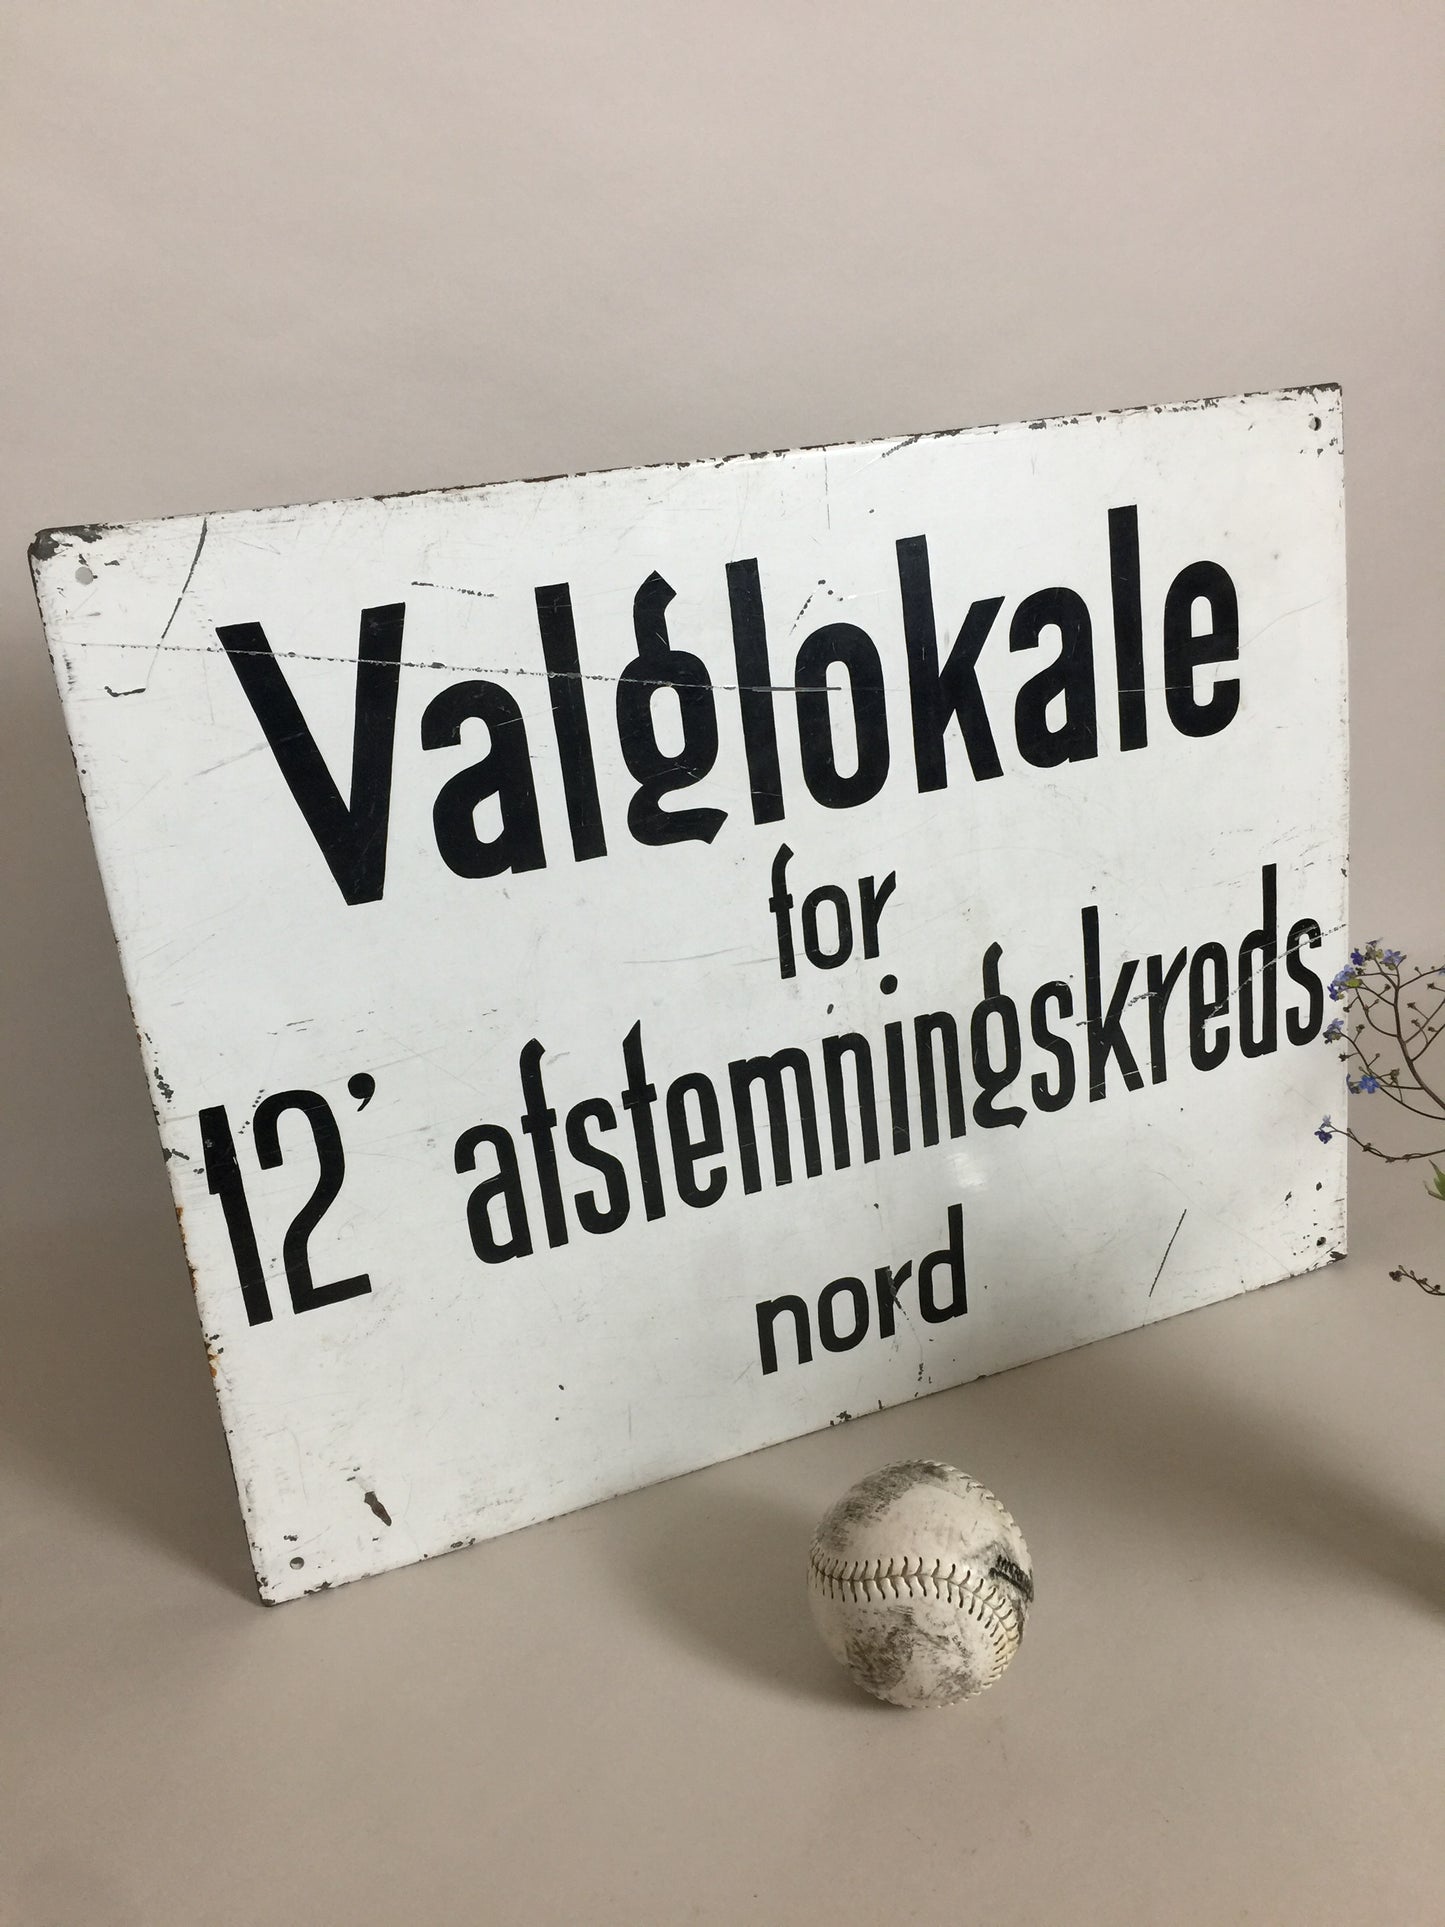 Valglokale
for
12' afstemningskreds
nord